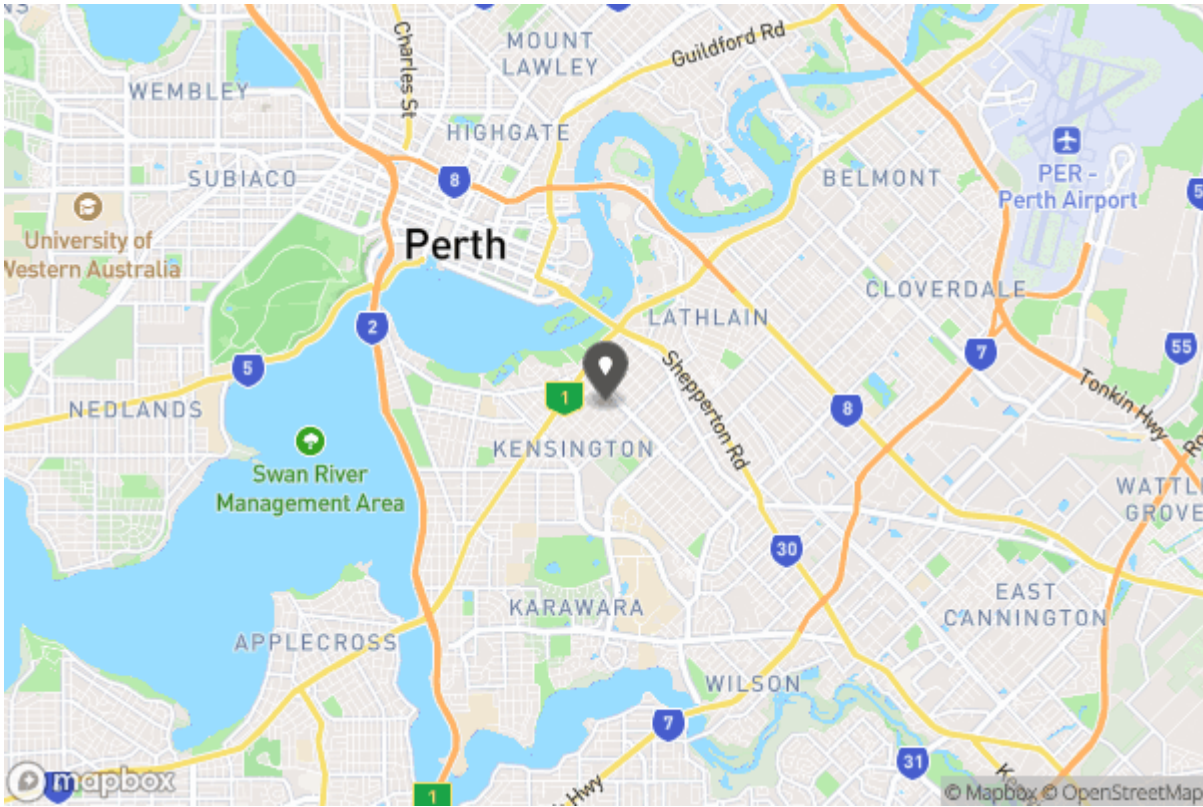 MOUNT
LAWLEY
Guildford Rd
Charles St
WEMBLEY
HIGHGATE
8
SUBIACO
BELMONT
PER -
Perth Airport
University of
Western Australia
Perth
CLOVERDALE
2
LATHLAIN
7
55
5
1
Shepperton Rd
Tonkin Hwy
NEDLANDS
8
KENSINGTON
Swan River
Management Area
30
KARAWARA
EAST
CANNINGTON
APPLECROSS
WILSON
7
31
1
Hwy
mapbox
© Mapbox © OpenStreetMap